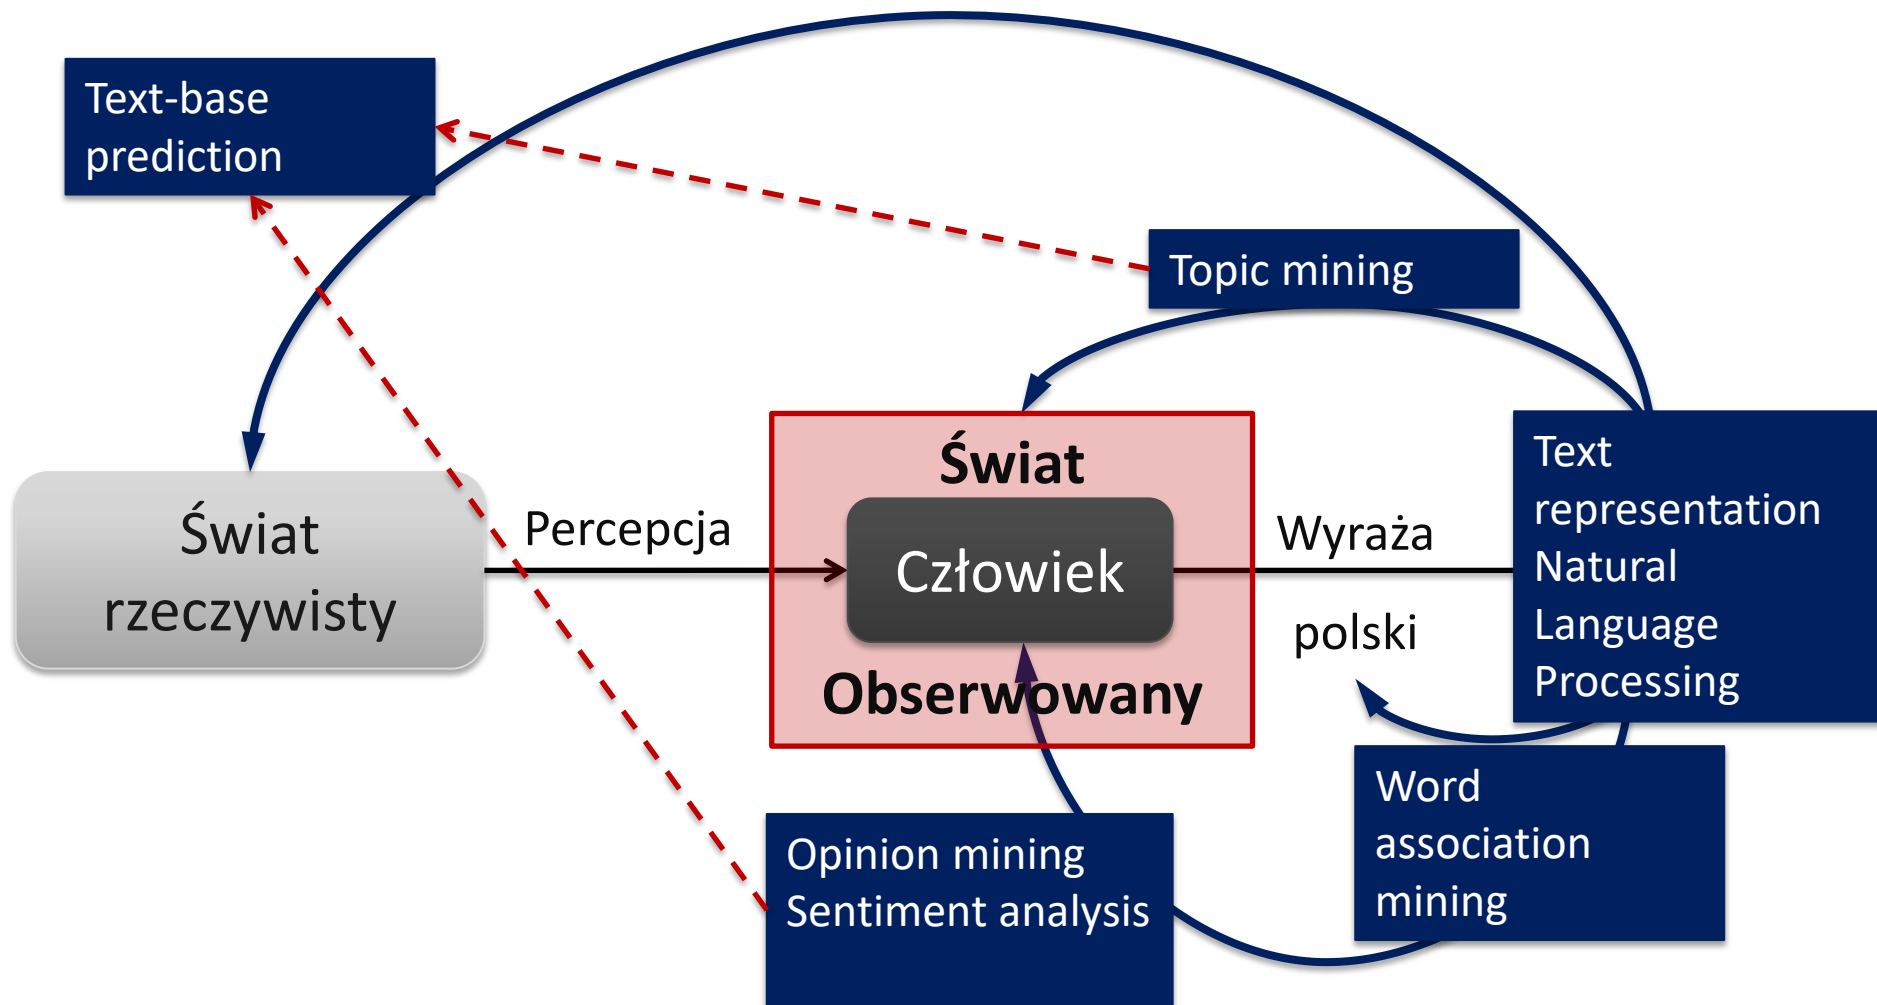 Text-base
prediction
Topic mining
Świat
rzeczywisty
Percepcja
Świat
Człowiek
Obserwowany
Wyraża
polski
Text
representation
Natural
Language
Processing
Word
association
mining
Opinion mining
Sentiment analysis